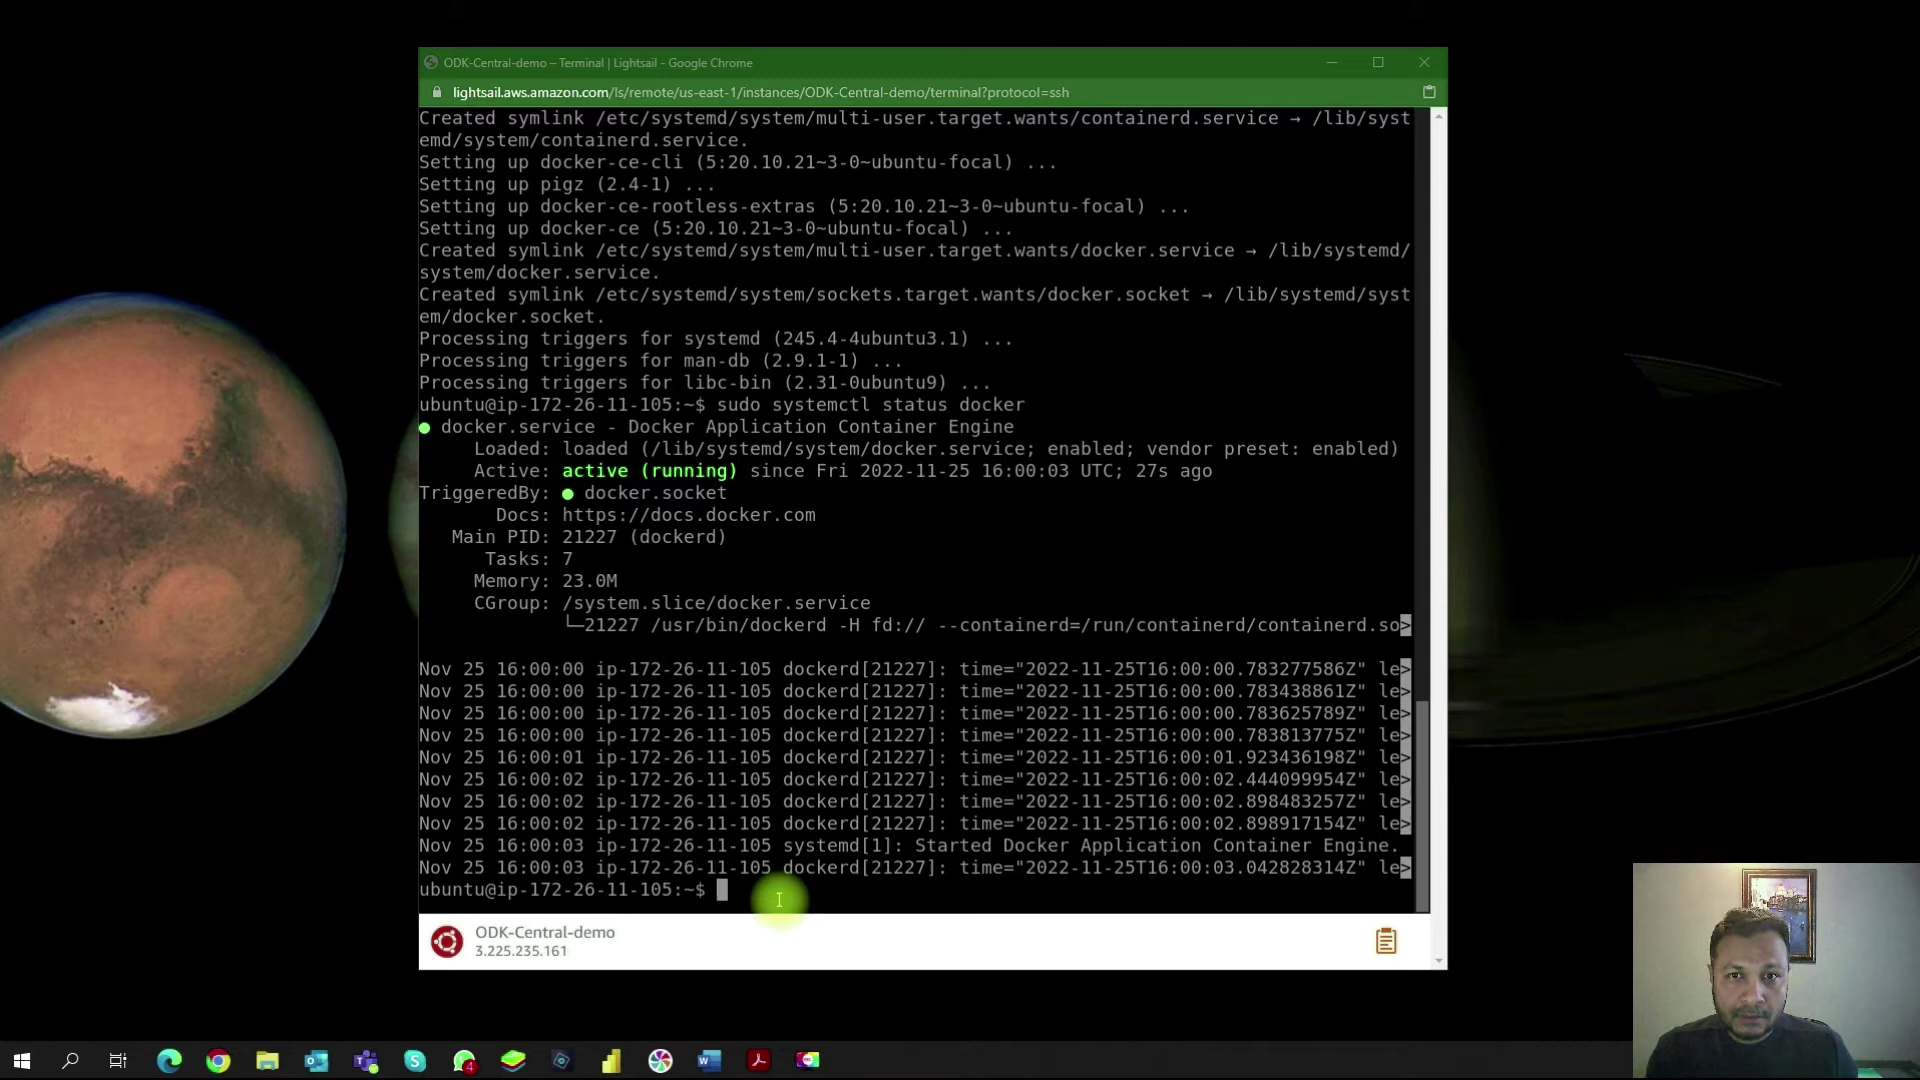 ODK-Central-demo – Terminal | Lightsail - Google Chrome
lightsail.aws.amazon.com/ls/remote/us-east-1/instances/ODK-Central-demo/terminal?protocol=ssh
Created symlink /etc/systemd/system/multi-user.target.wants/containerd.service → /lib/syst
emd/system/containerd.service.
Setting up docker-ce-cli (5:20.10.21~3-0~ubuntu-focal) ...
Setting up pigz (2.4-1) ...
Setting up docker-ce-rootless-extras (5:20.10.21~3-0~ubuntu-focal) ...
Setting up docker-ce (5:20.10.21~3-0~ubuntu-focal) ...
Created symlink /etc/systemd/system/multi-user.target.wants/docker.service → /lib/systemd/
system/docker.service.
Created symlink /etc/systemd/system/sockets.target.wants/docker.socket → /lib/systemd/syst
em/docker.socket.
Processing triggers for systemd (245.4-4ubuntu3.1) ...
Processing triggers for man-db (2.9.1-1) ...
Processing triggers for libc-bin (2.31-0ubuntu9) ...
ubuntu@ip-172-26-11-105:~$ sudo systemctl status docker
● docker.service - Docker Application Container Engine
Loaded: loaded (/lib/systemd/system/docker.service; enabled; vendor preset: enabled)
Active: active (running) since Fri 2022-11-25 16:00:03 UTC; 27s ago
TriggeredBy: ● docker.socket
Docs: https://docs.docker.com
Main PID: 21227 (dockerd)
Tasks: 7
Memory: 23.0M
CGroup: /system.slice/docker.service
└─21227 /usr/bin/dockerd -H fd:// --containerd=/run/containerd/containerd.so>
Nov 25 16:00:00 ip-172-26-11-105 dockerd[21227]: time="2022-11-25T16:00:00.783277586Z" le>
Nov 25 16:00:00 ip-172-26-11-105 dockerd[21227]: time="2022-11-25T16:00:00.783438861Z" le>
Nov 25 16:00:00 ip-172-26-11-105 dockerd[21227]: time="2022-11-25T16:00:00.783625789Z" le>
Nov 25 16:00:00 ip-172-26-11-105 dockerd[21227]: time="2022-11-25T16:00:00.783813775Z" le>
Nov 25 16:00:01 ip-172-26-11-105 dockerd[21227]: time="2022-11-25T16:00:01.923436198Z" le>
Nov 25 16:00:02 ip-172-26-11-105 dockerd[21227]: time="2022-11-25T16:00:02.444099954Z" le>
Nov 25 16:00:02 ip-172-26-11-105 dockerd[21227]: time="2022-11-25T16:00:02.898483257Z" le>
Nov 25 16:00:02 ip-172-26-11-105 dockerd[21227]: time="2022-11-25T16:00:02.898917154Z" le>
Nov 25 16:00:03 ip-172-26-11-105 systemd[1]: Started Docker Application Container Engine.
Nov 25 16:00:03 ip-172-26-11-105 dockerd[21227]: time="2022-11-25T16:00:03.042828314Z" le>
ubuntu@ip-172-26-11-105:~$
ODK-Central-demo
3.225.235.161
4